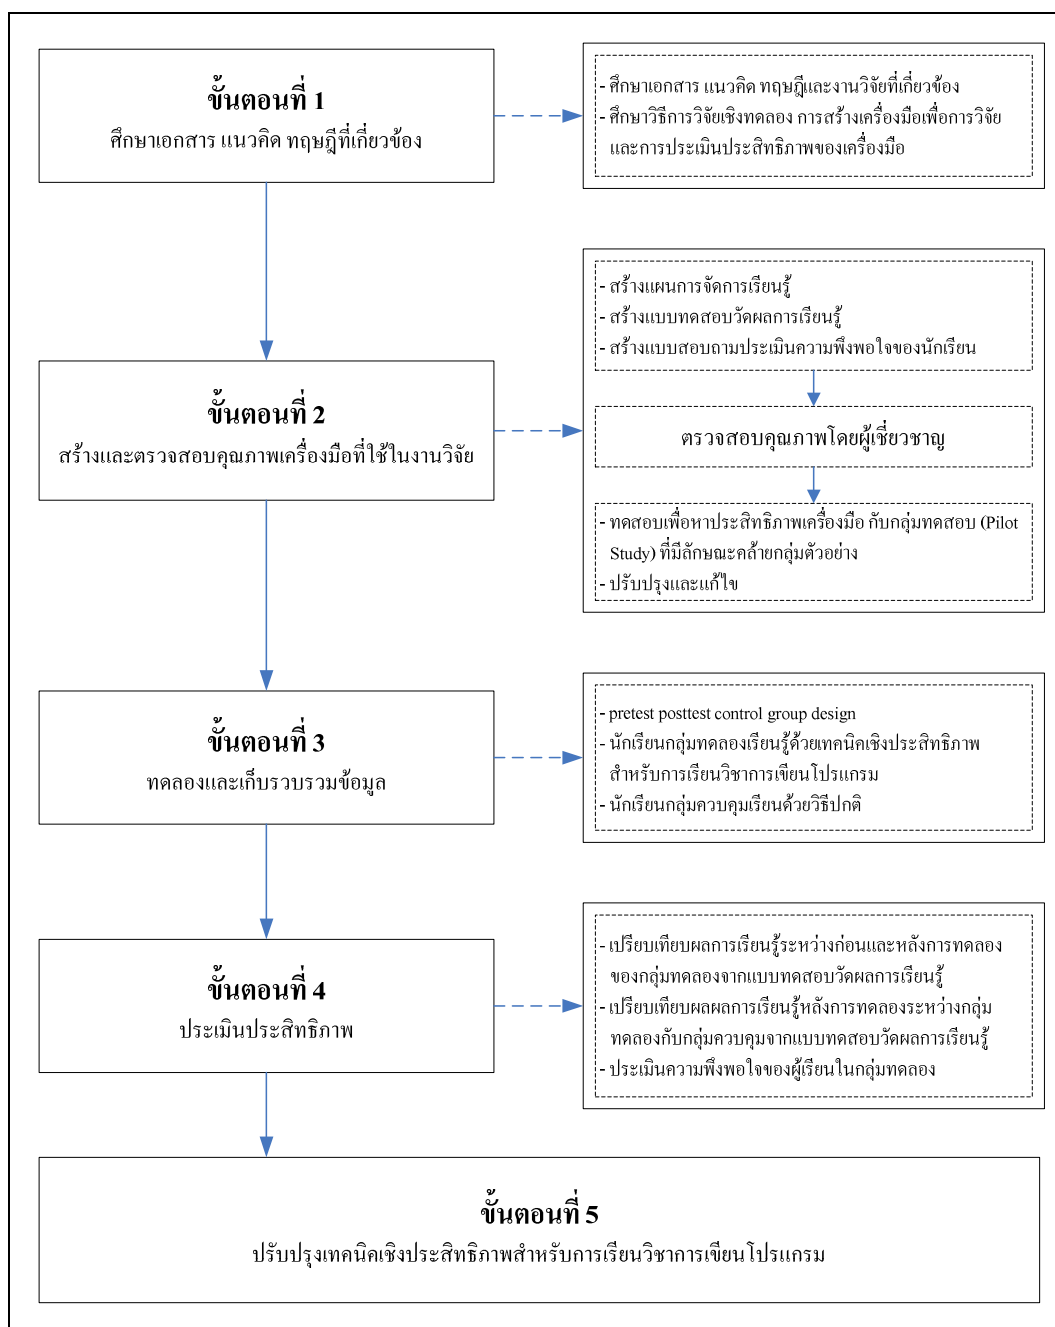 ขั้นตอนที่ 1
ศึกษาเอกสาร แนวคิด ทฤษฎีที่เกี่ยวข้อง
- ศึกษาเอกสาร แนวคิด ทฤษฎีและงานวิจัยที่เกี่ยวข้อง
- ศึกษาวิธีการวิจัยเชิงทดลอง การสร้างเครื่องมือเพื่อการวิจัย
และการประเมินประสิทธิภาพของเครื่องมือ
ขั้นตอนที่ 2
สร้างและตรวจสอบคุณภาพเครื่องมือที่ใช้ในงานวิจัย
- สร้างแผนการจัดการเรียนรู้
- สร้างแบบทดสอบวัดผลการเรียนรู้
- สร้างแบบสอบถามประเมินความพึงพอใจของนักเรียน
ตรวจสอบคุณภาพโดยผู้เชี่ยวชาญ
- ทดสอบเพื่อหาประสิทธิภาพเครื่องมือ กับกลุ่มทดสอบ (Pilot
Study) ที่มีลักษณะคล้ายกลุ่มตัวอย่าง
- ปรับปรุงและแก้ไข
ขั้นตอนที่ 3
ทดลองและเก็บรวบรวมข้อมูล
- pretest posttest control group design
- นักเรียนกลุ่มทดลองเรียนรู้ด้วยเทคนิคเชิงประสิทธิภาพ
สำหรับการเรียนวิชาการเขียนโปรแกรม
- นักเรียนกลุ่มควบคุมเรียนด้วยวิธีปกติ
ขั้นตอนที่ 4
ประเมินประสิทธิภาพ
- เปรียบเทียบผลการเรียนรู้ระหว่างก่อนและหลังการทดลอง
ของกลุ่มทดลองจากแบบทดสอบวัดผลการเรียนรู้
- เปรียบเทียบผลผลการเรียนรู้หลังการทดลองระหว่างกลุ่ม
ทดลองกับกลุ่มควบคุมจากแบบทดสอบวัดผลการเรียนรู้
- ประเมินความพึงพอใจของผู้เรียนในกลุ่มทดลอง
ขั้นตอนที่ 5
ปรับปรุงเทคนิคเชิงประสิทธิภาพสำหรับการเรียนวิชาการเขียนโปรแกรม